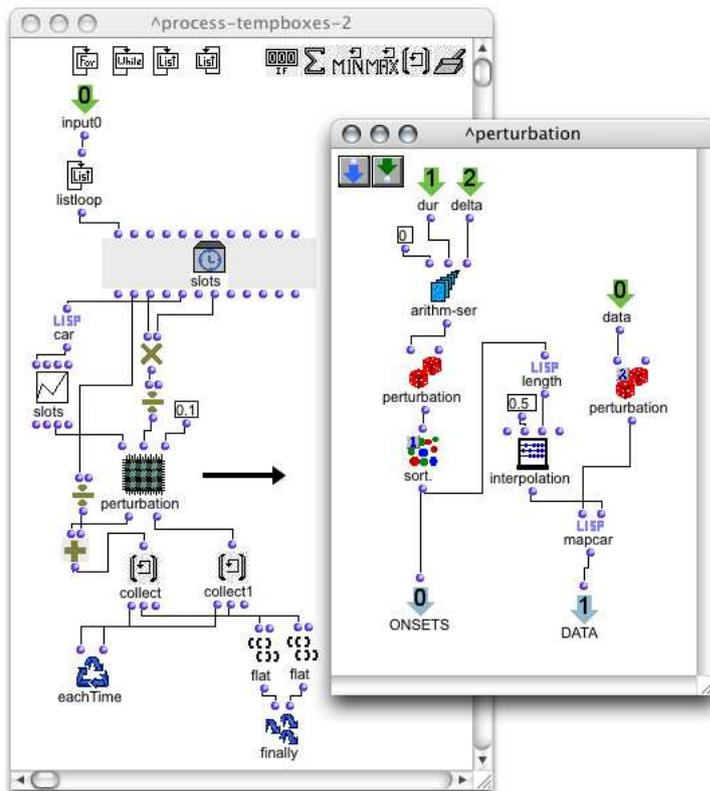 ^process-tempboxes-2
For
While
List
List
000
IF
Σ
MIN
MAX
0
input0
List
listloop
slots
LISP
car
slots
0.1
perturbation
collect
collect1
eachTime
flat
flat
finally
^perturbation
1
2
dur
delta
0
arithm-ser
perturbation
1
sort.
0
ONSETS
0
data
LISP
length
2
perturbation
0.5
interpolation
LISP
mapcar
1
DATA